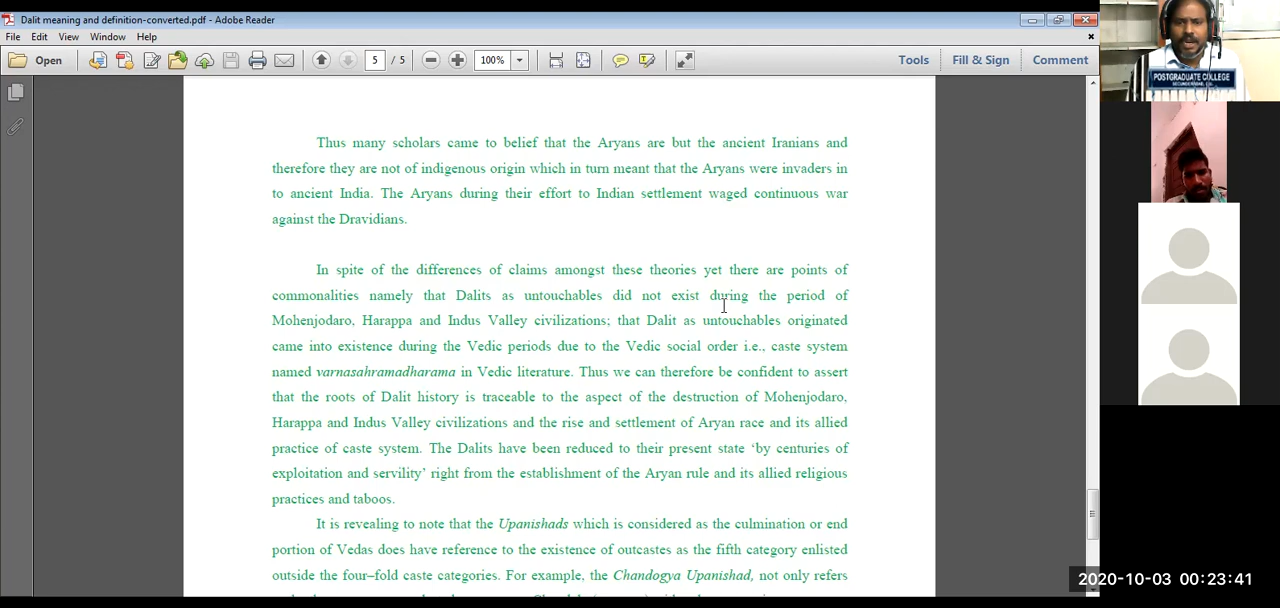 Dalit meaning and definition-converted.pdf - Adobe Reader
File Edit View Window Help
Open 5 / 5 100% Tools Fill & Sign Comment
POSTGRADUATE COLLEGE
Thus many scholars came to belief that the Aryans are but the ancient Iranians and
therefore they are not of indigenous origin which in turn meant that the Aryans were invaders in
to ancient India. The Aryans during their effort to Indian settlement waged continuous war
against the Dravidians.
In spite of the differences of claims amongst these theories yet there are points of
commonalities namely that Dalits as untouchables did not exist during the period of
Mohenjodaro, Harappa and Indus Valley civilizations; that Dalit as untouchables originated
came into existence during the Vedic periods due to the Vedic social order i.e., caste system
named varnasahramadharama in Vedic literature. Thus we can therefore be confident to assert
that the roots of Dalit history is traceable to the aspect of the destruction of Mohenjodaro,
Harappa and Indus Valley civilizations and the rise and settlement of Aryan race and its allied
practice of caste system. The Dalits have been reduced to their present state ‘by centuries of
exploitation and servility’ right from the establishment of the Aryan rule and its allied religious
practices and taboos.
It is revealing to note that the Upanishads which is considered as the culmination or end
portion of Vedas does have reference to the existence of outcastes as the fifth category enlisted
outside the four–fold caste categories. For example, the Chandogya Upanishad, not only refers
2020-10-03 00:23:41